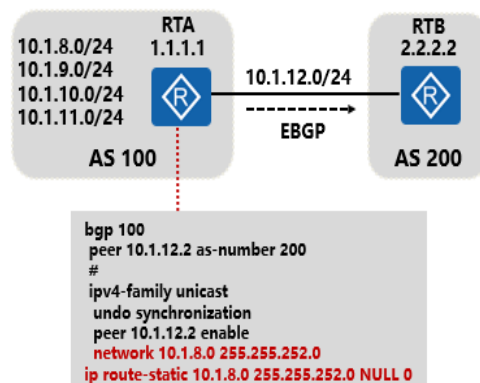 RTA
1.1.1.1
10.1.8.0/24
10.1.9.0/24
10.1.10.0/24
10.1.11.0/24
R
AS 100
10.1.12.0/24
EBGP
RTB
2.2.2.2
R
AS 200
bgp 100
peer 10.1.12.2 as-number 200
#
ipv4-family unicast
undo synchronization
peer 10.1.12.2 enable
network 10.1.8.0 255.255.252.0
ip route-static 10.1.8.0 255.255.252.0 NULL 0